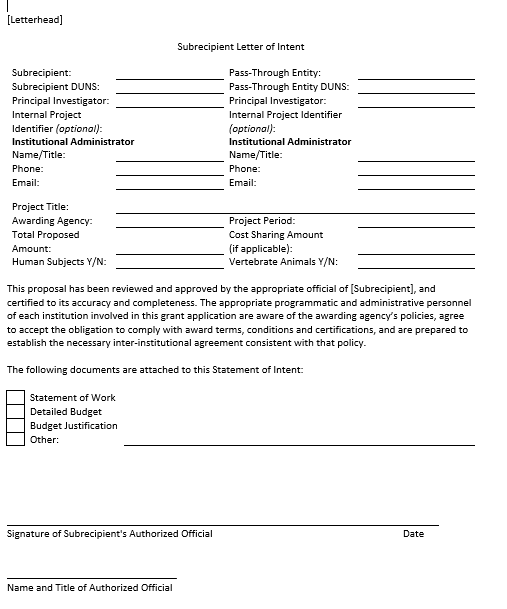 [Letterhead]
Subrecipient Letter of Intent
Subrecipient: Pass-Through Entity:
Subrecipient DUNS: Pass-Through Entity DUNS:
Principal Investigator: Principal Investigator:
Internal Project Internal Project Identifier
Identifier (optional): (optional):
Institutional Administrator Institutional Administrator
Name/Title: Name/Title:
Phone: Phone:
Email: Email:
Project Title:
Awarding Agency: Project Period:
Total Proposed Cost Sharing Amount
Amount: (if applicable):
Human Subjects Y/N: Vertebrate Animals Y/N:
This proposal has been reviewed and approved by the appropriate official of [Subrecipient], and
certified to its accuracy and completeness. The appropriate programmatic and administrative personnel
of each institution involved in this grant application are aware of the awarding agency's policies, agree
to accept the obligation to comply with award terms, conditions and certifications, and are prepared to
establish the necessary inter-institutional agreement consistent with that policy.
The following documents are attached to this Statement of Intent:
Statement of Work
Detailed Budget
Budget Justification
Other:
Signature of Subrecipient's Authorized Official Date
Name and Title of Authorized Official